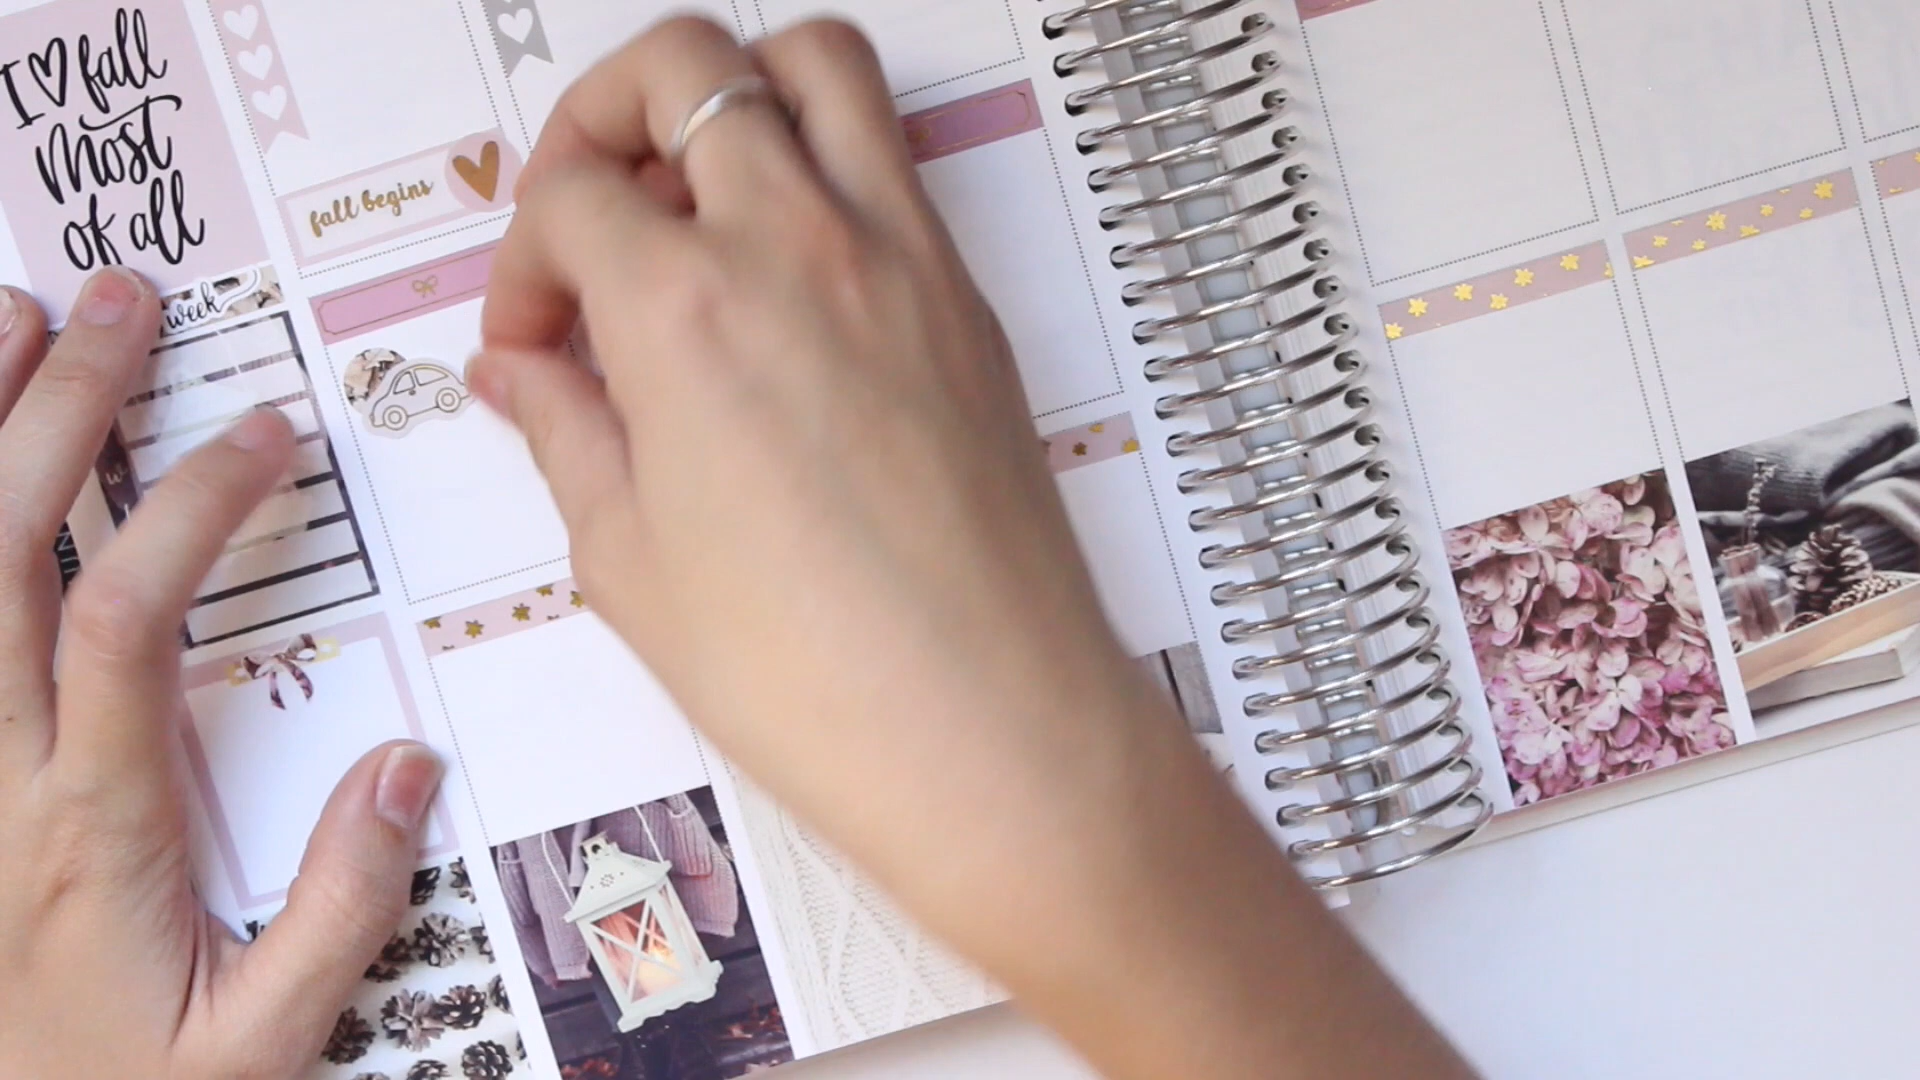 I ♡ fall
Most
of all
fall begins
week